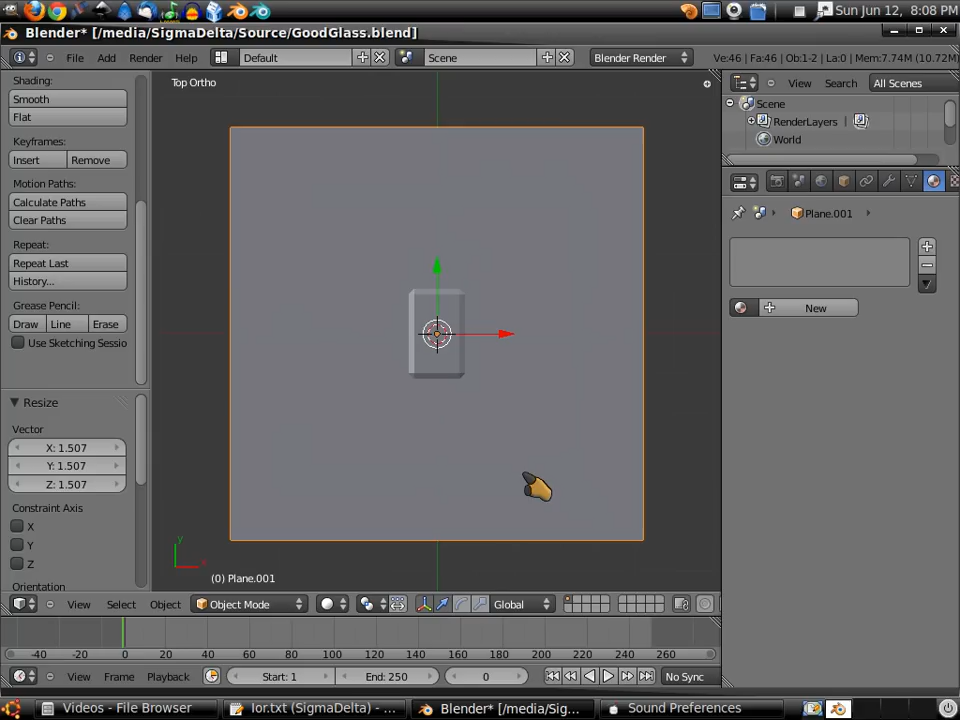 Sun Jun 12, 8:08 PM
Blender* [/media/SigmaDelta/Source/GoodGlass.blend]
File Add Render Help Default Scene Blender Render Ve:46 | Fa:46 | Ob:1-2 | La:0 | Mem:7.74M (10.72M)
Shading:
Smooth
Flat
Keyframes:
Insert Remove
Motion Paths:
Calculate Paths
Clear Paths
Repeat:
Repeat Last
History...
Grease Pencil:
Draw Line Erase
Use Sketching Sessio
Resize
Vector
X: 1.507
Y: 1.507
Z: 1.507
Constraint Axis
X
Y
Z
Orientation
Top Ortho
y
x
(0) Plane.001
View Select Object Object Mode Global
-40 -20 0 20 40 60 80 100 120 140 160 180 200 220 240 260
View Frame Playback Start: 1 End: 250 0 No Sync
View Search All Scenes
Scene
RenderLayers
World
Plane.001
New
Videos - File Browser Ior.txt (SigmaDelta) - ... Blender* [/media/Sig... Sound Preferences